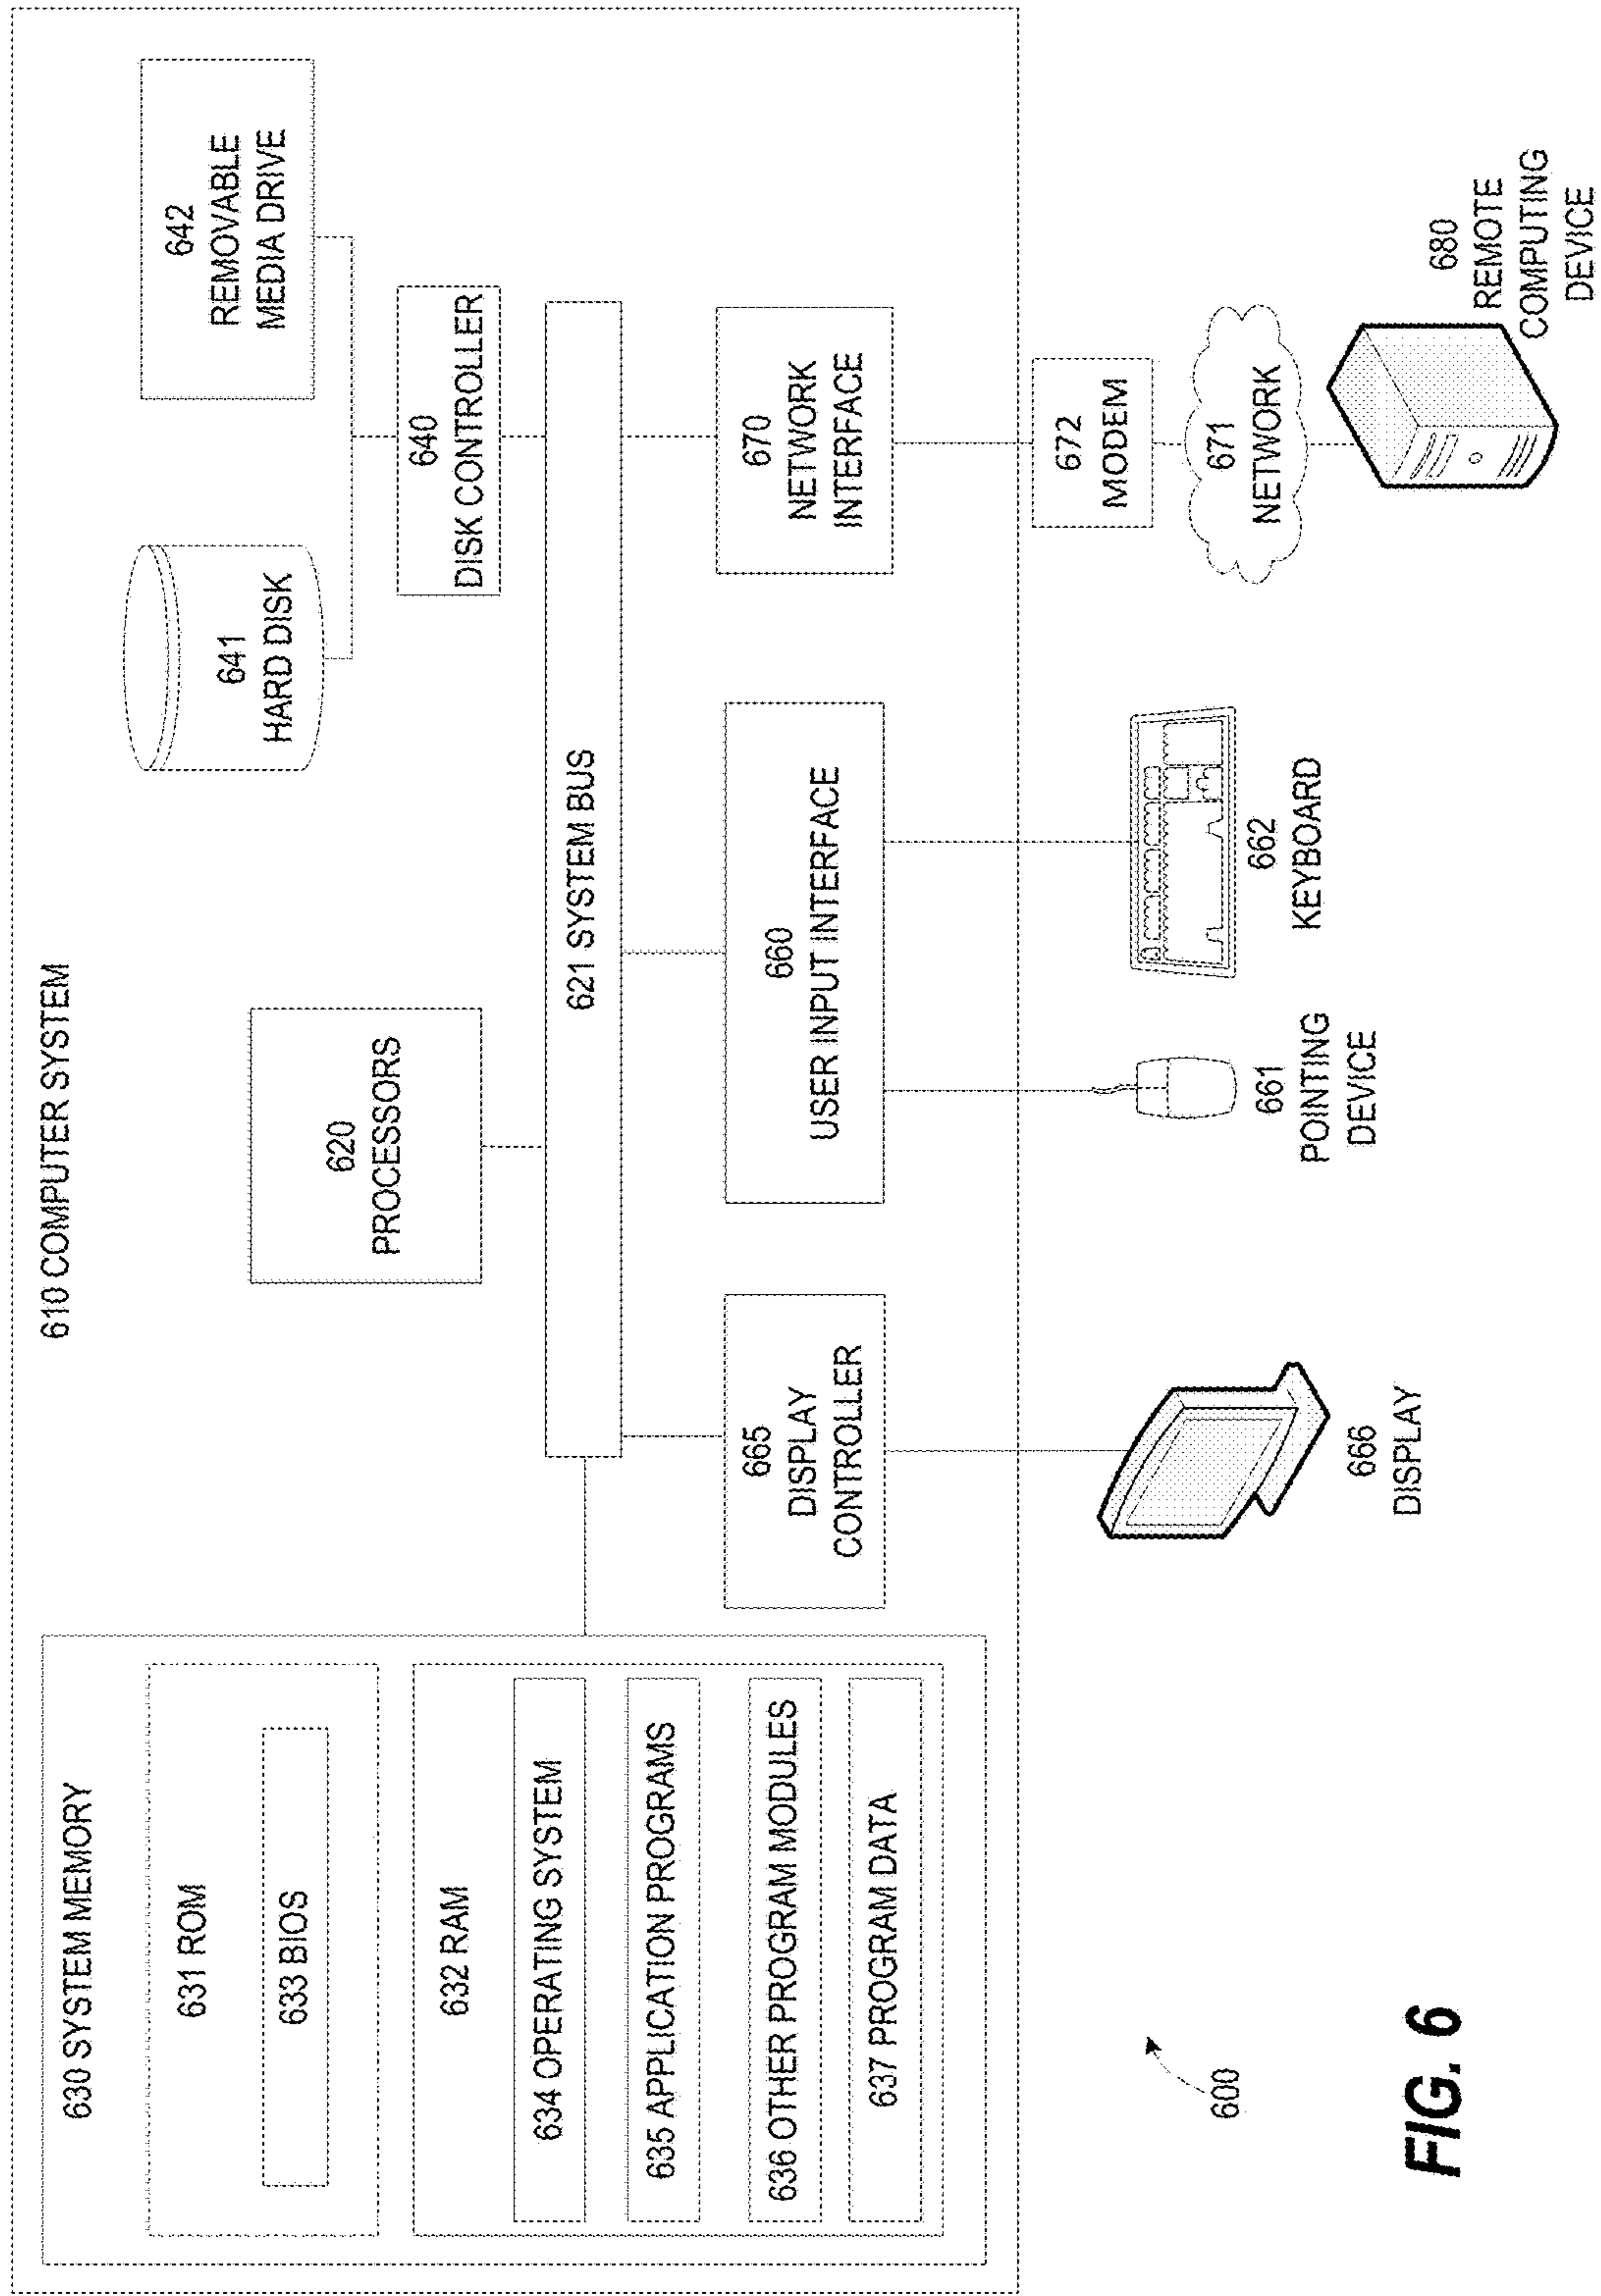 610 COMPUTER SYSTEM
630 SYSTEM MEMORY
631 ROM
633 BIOS
632 RAM
634 OPERATING SYSTEM
635 APPLICATION PROGRAMS
636 OTHER PROGRAM MODULES
637 PROGRAM DATA
620
PROCESSORS
641
HARD DISK
642
REMOVABLE
MEDIA DRIVE
640
DISK CONTROLLER
621 SYSTEM BUS
665
DISPLAY
CONTROLLER
660
USER INPUT INTERFACE
670
NETWORK
INTERFACE
672
MODEM
671
NETWORK
680
REMOTE
COMPUTING
DEVICE
666
DISPLAY
661
POINTING
DEVICE
662
KEYBOARD
600
FIG. 6